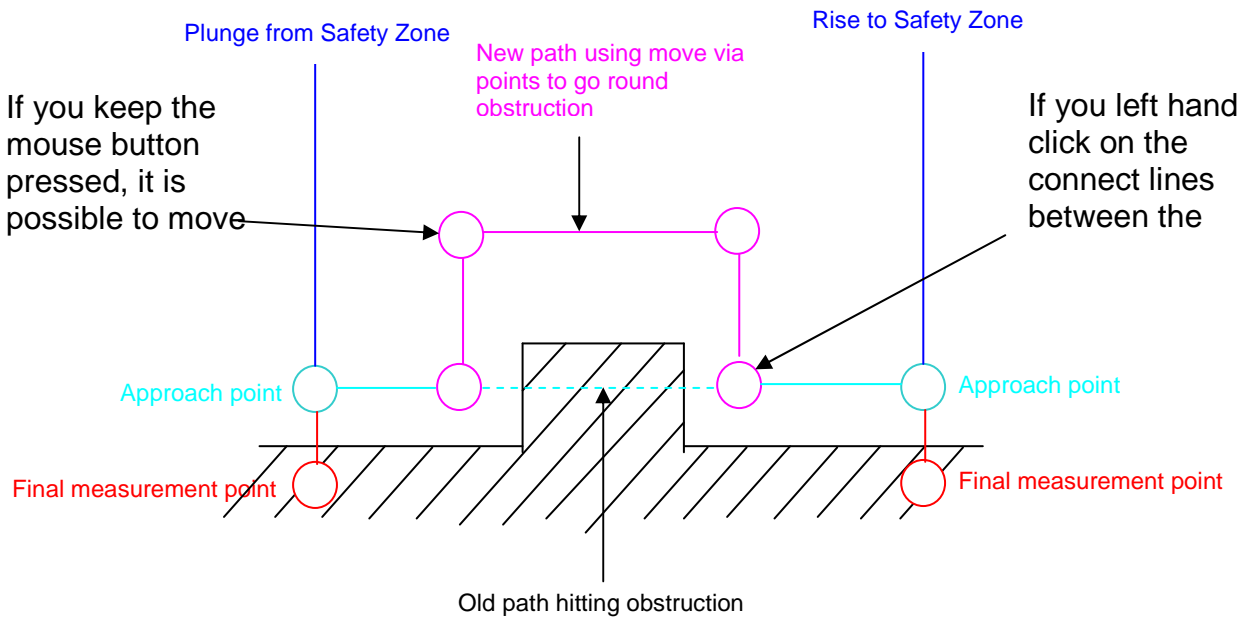 Plunge from Safety Zone
Rise to Safety Zone
New path using move via
points to go round
obstruction
If you keep the
mouse button
pressed, it is
possible to move
If you left hand
click on the
connect lines
between the
Approach point
Approach point
Final measurement point
Final measurement point
Old path hitting obstruction